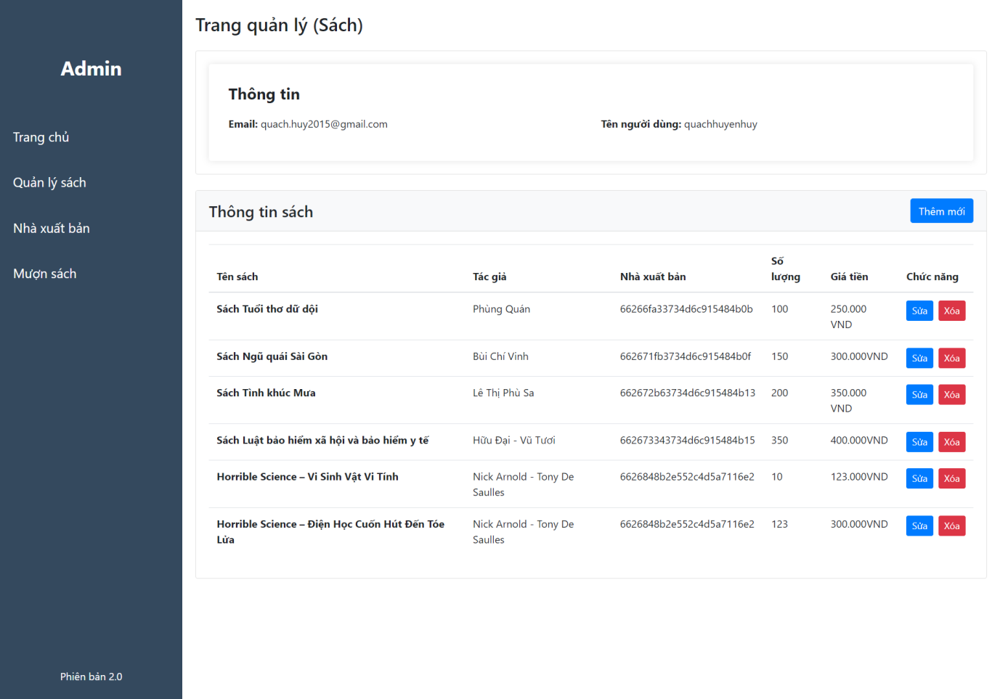 Admin
Trang chủ
Quản lý sách
Nhà xuất bản
Mượn sách
Phiên bản 2.0
Trang quản lý (Sách)
Thông tin
Email: quach.huy2015@gmail.com
Tên người dùng: quachhuyenhuy
Thông tin sách
Thêm mới
Tên sách Tác giả Nhà xuất bản Số lượng Giá tiền Chức năng
Sách Tuổi thơ dữ dội Phùng Quán 66266fa33734d6c915484b0b 100 250.000 VND Sửa Xóa
Sách Ngũ quái Sài Gòn Bùi Chí Vinh 662671fb3734d6c915484b0f 150 300.000VND Sửa Xóa
Sách Tình khúc Mưa Lê Thị Phù Sa 662672b63734d6c915484b13 200 350.000 VND Sửa Xóa
Sách Luật bảo hiểm xã hội và bảo hiểm y tế Hữu Đại - Vũ Tươi 662673343734d6c915484b15 350 400.000VND Sửa Xóa
Horrible Science – Vi Sinh Vật Vi Tính Nick Arnold - Tony De Saulles 6626848b2e552c4d5a7116e2 10 123.000VND Sửa Xóa
Horrible Science – Điện Học Cuốn Hút Đến Tóe Lửa Nick Arnold - Tony De Saulles 6626848b2e552c4d5a7116e2 123 300.000VND Sửa Xóa